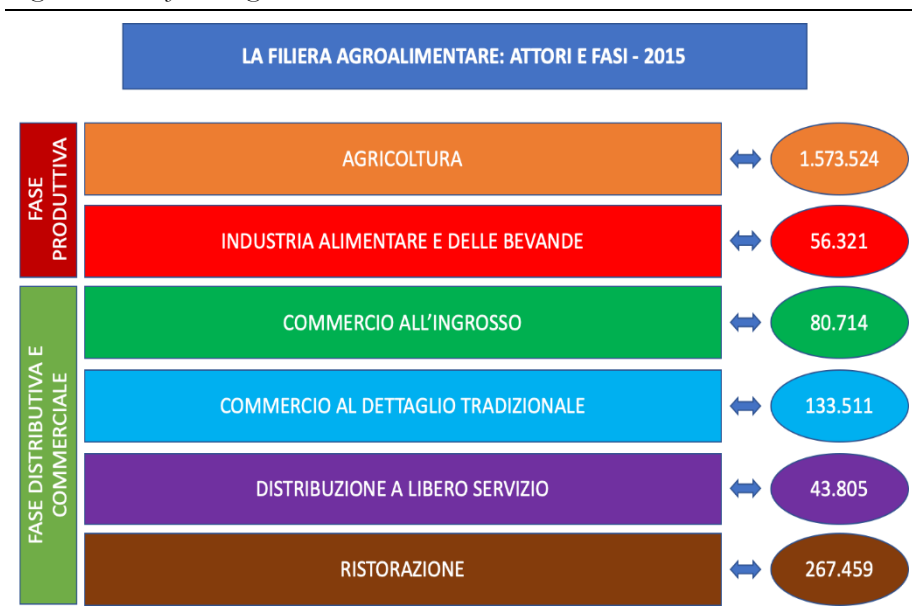 LA FILIERA AGROALIMENTARE: ATTORI E FASI - 2015
FASE
PRODUTTIVA
AGRICOLTURA
1.573.524
INDUSTRIA ALIMENTARE E DELLE BEVANDE
56.321
FASE DISTRIBUTIVA E
COMMERCIALE
COMMERCIO ALL'INGROSSO
80.714
COMMERCIO AL DETTAGLIO TRADIZIONALE
133.511
DISTRIBUZIONE A LIBERO SERVIZIO
43.805
RISTORAZIONE
267.459